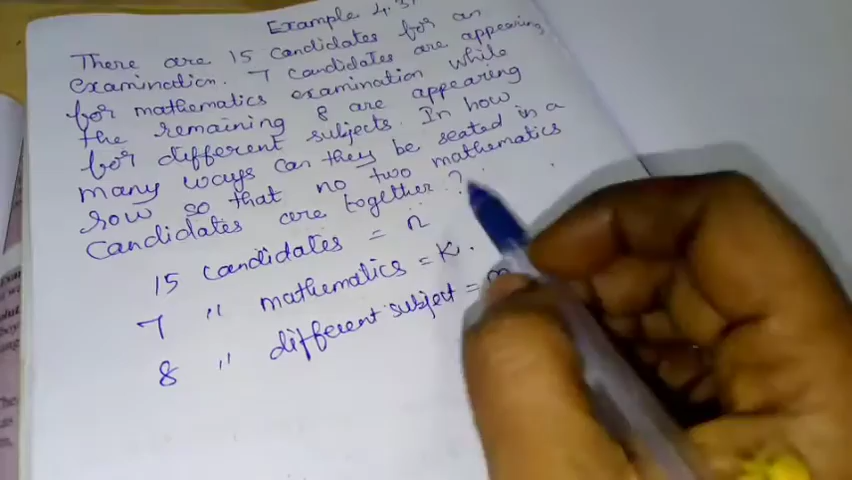 Example 4.31
There are 15 candidates for an
examination. 7 candidates are appearing
for mathematics examination while
the remaining 8 are appearing
for different subjects. In how
many ways can they be seated in a
row so that no two mathematics
candidates are together?
15 candidates = n
7 " mathematics = K.
8 " different subject = m